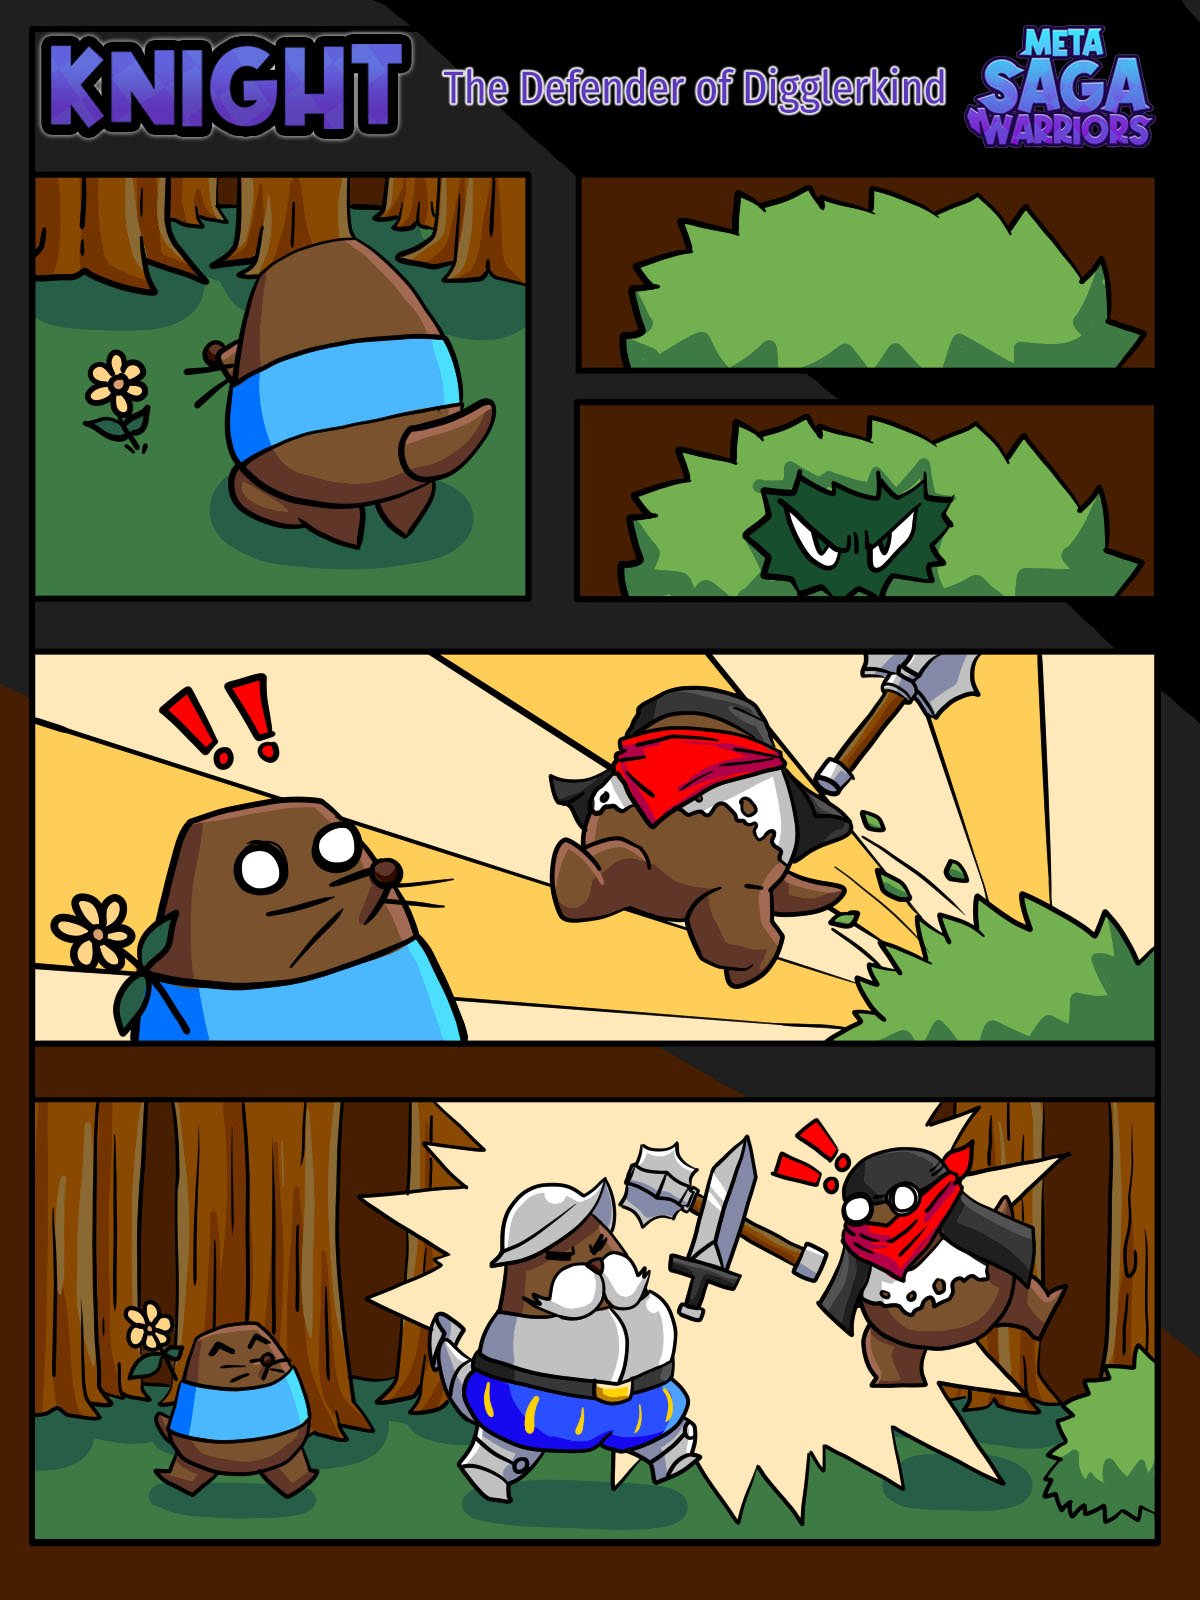 KNIGHT
The Defender of Digglerkind
META
SAGA
WARRIORS
!!
!!